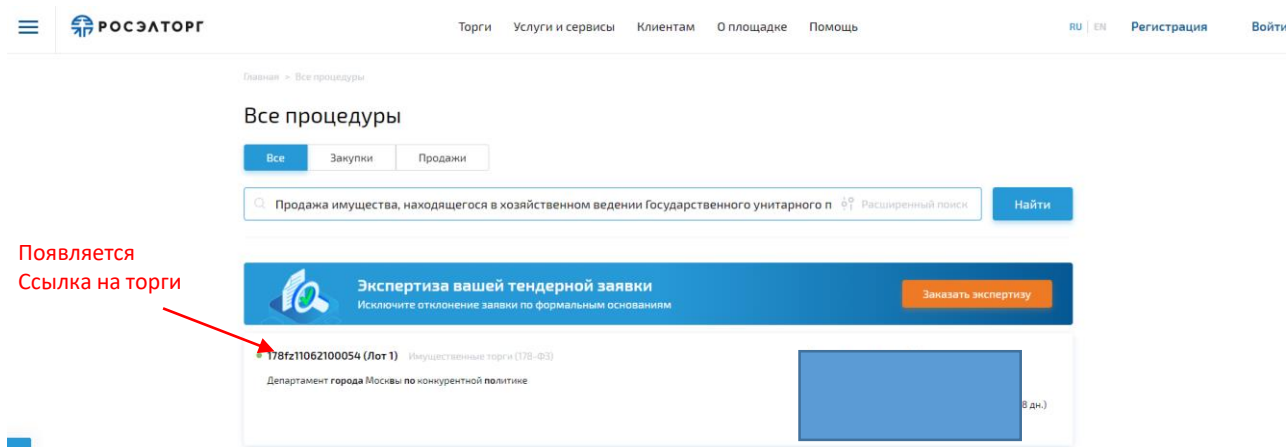 РОСЭЛТОРГ Торги Услуги и сервисы Клиентам О площадке Помощь RU | EN Регистрация Войти
Главная > Все процедуры
Все процедуры
Все Закупки Продажи
Продажа имущества, находящегося в хозяйственном ведении Государственного унитарного п Расширенный поиск Найти
Появляется
Ссылка на торги
Экспертиза вашей тендерной заявки
Исключите отклонение заявки по формальным основаниям
Заказать экспертизу
178fz11062100054 (Лот 1) Имущественные торги (178-ФЗ)
Департамент города Москвы по конкурентной политике
8 дн.)